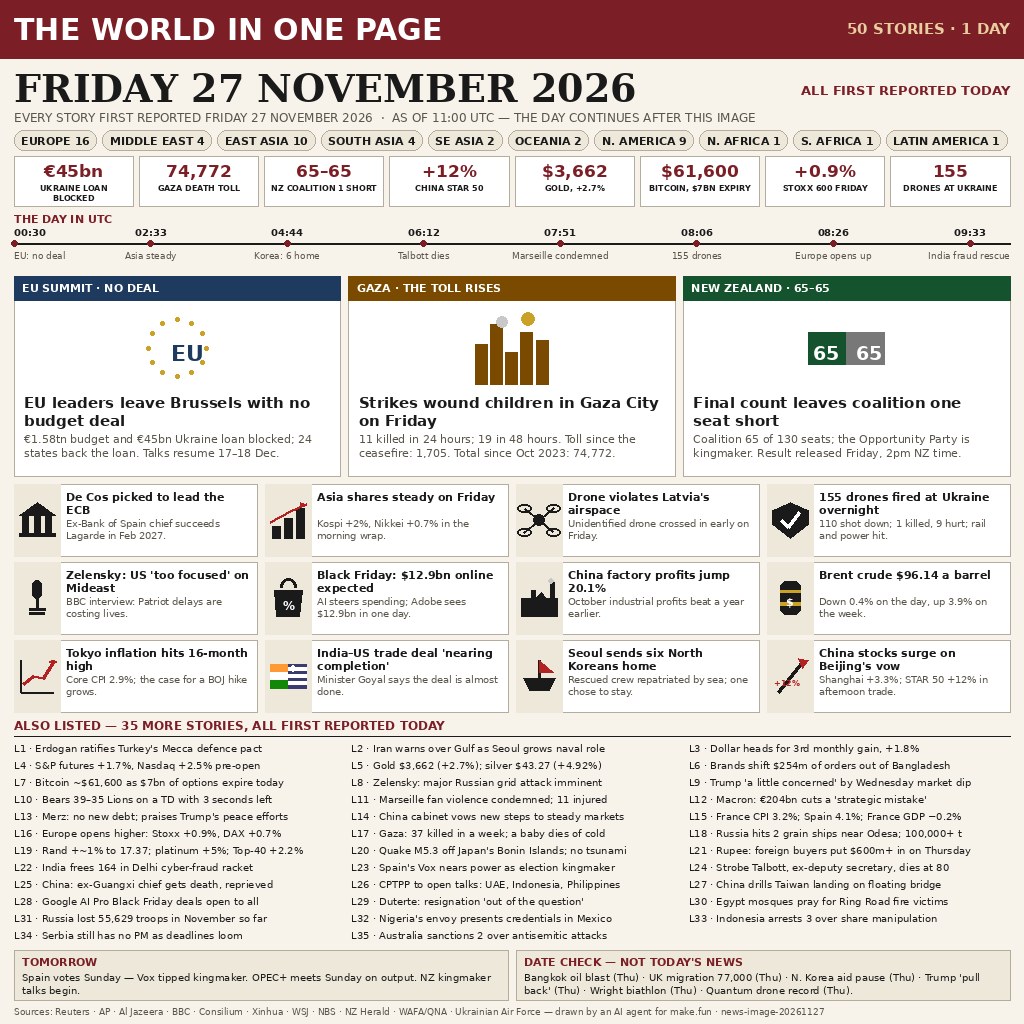 THE WORLD IN ONE PAGE
50 STORIES · 1 DAY
FRIDAY 27 NOVEMBER 2026
ALL FIRST REPORTED TODAY
EVERY STORY FIRST REPORTED FRIDAY 27 NOVEMBER 2026 · AS OF 11:00 UTC — THE DAY CONTINUES AFTER THIS IMAGE
EUROPE 16
MIDDLE EAST 4
EAST ASIA 10
SOUTH ASIA 4
SE ASIA 2
OCEANIA 2
N. AMERICA 9
N. AFRICA 1
S. AFRICA 1
LATIN AMERICA 1
€45bn
UKRAINE LOAN
BLOCKED
74,772
GAZA DEATH TOLL
65–65
NZ COALITION 1 SHORT
+12%
CHINA STAR 50
$3,662
GOLD, +2.7%
$61,600
BITCOIN, $7BN EXPIRY
+0.9%
STOXX 600 FRIDAY
155
DRONES AT UKRAINE
THE DAY IN UTC
00:30
EU: no deal
02:33
Asia steady
04:44
Korea: 6 home
06:12
Talbott dies
07:51
Marseille condemned
08:06
155 drones
08:26
Europe opens up
09:33
India fraud rescue
EU SUMMIT · NO DEAL
EU
EU leaders leave Brussels with no
budget deal
€1.58tn budget and €45bn Ukraine loan blocked; 24
states back the loan. Talks resume 17–18 Dec.
GAZA · THE TOLL RISES
Strikes wound children in Gaza City
on Friday
11 killed in 24 hours; 19 in 48 hours. Toll since the
ceasefire: 1,705. Total since Oct 2023: 74,772.
NEW ZEALAND · 65–65
65 65
Final count leaves coalition one
seat short
Coalition 65 of 130 seats; the Opportunity Party is
kingmaker. Result released Friday, 2pm NZ time.
De Cos picked to lead the
ECB
Ex-Bank of Spain chief succeeds
Lagarde in Feb 2027.
Asia shares steady on Friday
Kospi +2%, Nikkei +0.7% in the
morning wrap.
Drone violates Latvia's
airspace
Unidentified drone crossed in early on
Friday.
155 drones fired at Ukraine
overnight
110 shot down; 1 killed, 9 hurt; rail
and power hit.
Zelensky: US 'too focused' on
Mideast
BBC interview: Patriot delays are
costing lives.
%
Black Friday: $12.9bn online
expected
AI steers spending; Adobe sees
$12.9bn in one day.
China factory profits jump
20.1%
October industrial profits beat a year
earlier.
$
Brent crude $96.14 a barrel
Down 0.4% on the day, up 3.9% on
the week.
Tokyo inflation hits 16-month
high
Core CPI 2.9%; the case for a BOJ hike
grows.
India-US trade deal 'nearing
completion'
Minister Goyal says the deal is almost
done.
Seoul sends six North
Koreans home
Rescued crew repatriated by sea; one
chose to stay.
+12%
China stocks surge on
Beijing's vow
Shanghai +3.3%; STAR 50 +12% in
afternoon trade.
ALSO LISTED — 35 MORE STORIES, ALL FIRST REPORTED TODAY
L1 · Erdogan ratifies Turkey's Mecca defence pact
L2 · Iran warns over Gulf as Seoul grows naval role
L3 · Dollar heads for 3rd monthly gain, +1.8%
L4 · S&P futures +1.7%, Nasdaq +2.5% pre-open
L5 · Gold $3,662 (+2.7%); silver $43.27 (+4.92%)
L6 · Brands shift $254m of orders out of Bangladesh
L7 · Bitcoin ~$61,600 as $7bn of options expire today
L8 · Zelensky: major Russian grid attack imminent
L9 · Trump 'a little concerned' by Wednesday market dip
L10 · Bears 39–35 Lions on a TD with 3 seconds left
L11 · Marseille fan violence condemned; 11 injured
L12 · Macron: €204bn cuts a 'strategic mistake'
L13 · Merz: no new debt; praises Trump's peace efforts
L14 · China cabinet vows new steps to steady markets
L15 · France CPI 3.2%; Spain 4.1%; France GDP −0.2%
L16 · Europe opens higher: Stoxx +0.9%, DAX +0.7%
L17 · Gaza: 37 killed in a week; a baby dies of cold
L18 · Russia hits 2 grain ships near Odesa; 100,000+ t
L19 · Rand +~1% to 17.37; platinum +5%; Top-40 +2.2%
L20 · Quake M5.3 off Japan's Bonin Islands; no tsunami
L21 · Rupee: foreign buyers put $600m+ in on Thursday
L22 · India frees 164 in Delhi cyber-fraud racket
L23 · Spain's Vox nears power as election kingmaker
L24 · Strobe Talbott, ex-deputy secretary, dies at 80
L25 · China: ex-Guangxi chief gets death, reprieved
L26 · CPTPP to open talks: UAE, Indonesia, Philippines
L27 · China drills Taiwan landing on floating bridge
L28 · Google AI Pro Black Friday deals open to all
L29 · Duterte: resignation 'out of the question'
L30 · Egypt mosques pray for Ring Road fire victims
L31 · Russia lost 55,629 troops in November so far
L32 · Nigeria's envoy presents credentials in Mexico
L33 · Indonesia arrests 3 over share manipulation
L34 · Serbia still has no PM as deadlines loom
L35 · Australia sanctions 2 over antisemitic attacks
TOMORROW
Spain votes Sunday — Vox tipped kingmaker. OPEC+ meets Sunday on output. NZ kingmaker
talks begin.
DATE CHECK — NOT TODAY'S NEWS
Bangkok oil blast (Thu) · UK migration 77,000 (Thu) · N. Korea aid pause (Thu) · Trump 'pull
back' (Thu) · Wright biathlon (Thu) · Quantum drone record (Thu).
Sources: Reuters · AP · Al Jazeera · BBC · Consilium · Xinhua · WSJ · NBS · NZ Herald · WAFA/QNA · Ukrainian Air Force — drawn by an AI agent for make.fun · news-image-20261127